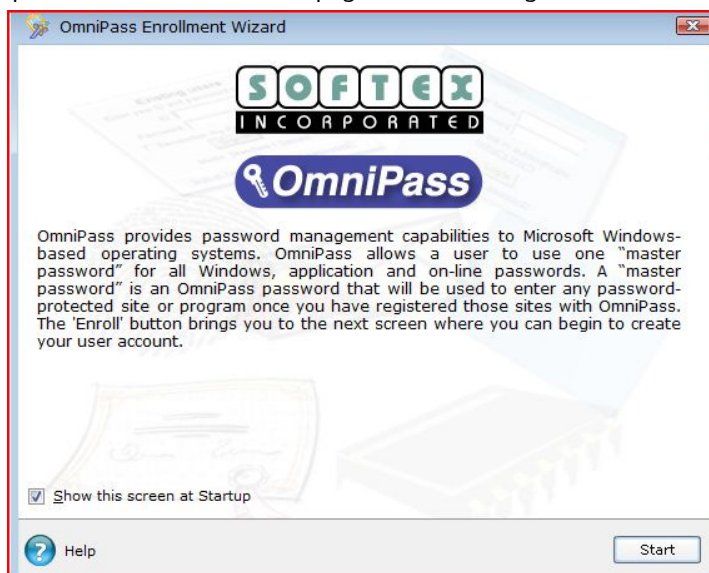 OmniPass Enrollment Wizard
SOFTEX
INCORPORATED
OmniPass
OmniPass provides password management capabilities to Microsoft Windows-
based operating systems. OmniPass allows a user to use one "master
password" for all Windows, application and on-line passwords. A "master
password" is an OmniPass password that will be used to enter any password-
protected site or program once you have registered those sites with OmniPass.
The 'Enroll' button brings you to the next screen where you can begin to create
your user account.
Show this screen at Startup
Help
Start